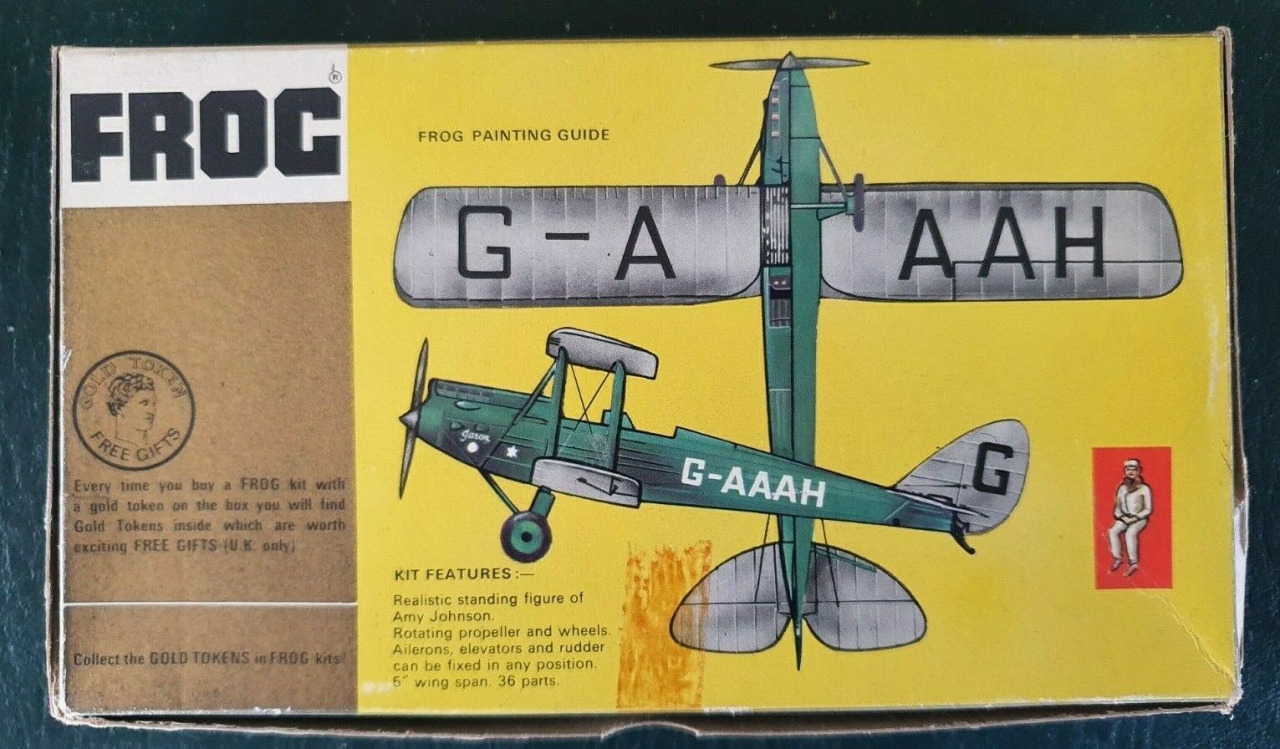 FROG
®
FROG PAINTING GUIDE
G-A AAH
GOLD TOKEN
FREE GIFTS
Jason
G-AAAH
G
Every time you buy a FROG kit with
a gold token on the box you will find
Gold Tokens inside which are worth
exciting FREE GIFTS (U.K. only)
KIT FEATURES :—
Realistic standing figure of
Amy Johnson.
Rotating propeller and wheels.
Ailerons, elevators and rudder
can be fixed in any position.
5" wing span. 36 parts.
Collect the GOLD TOKENS in FROG kits!